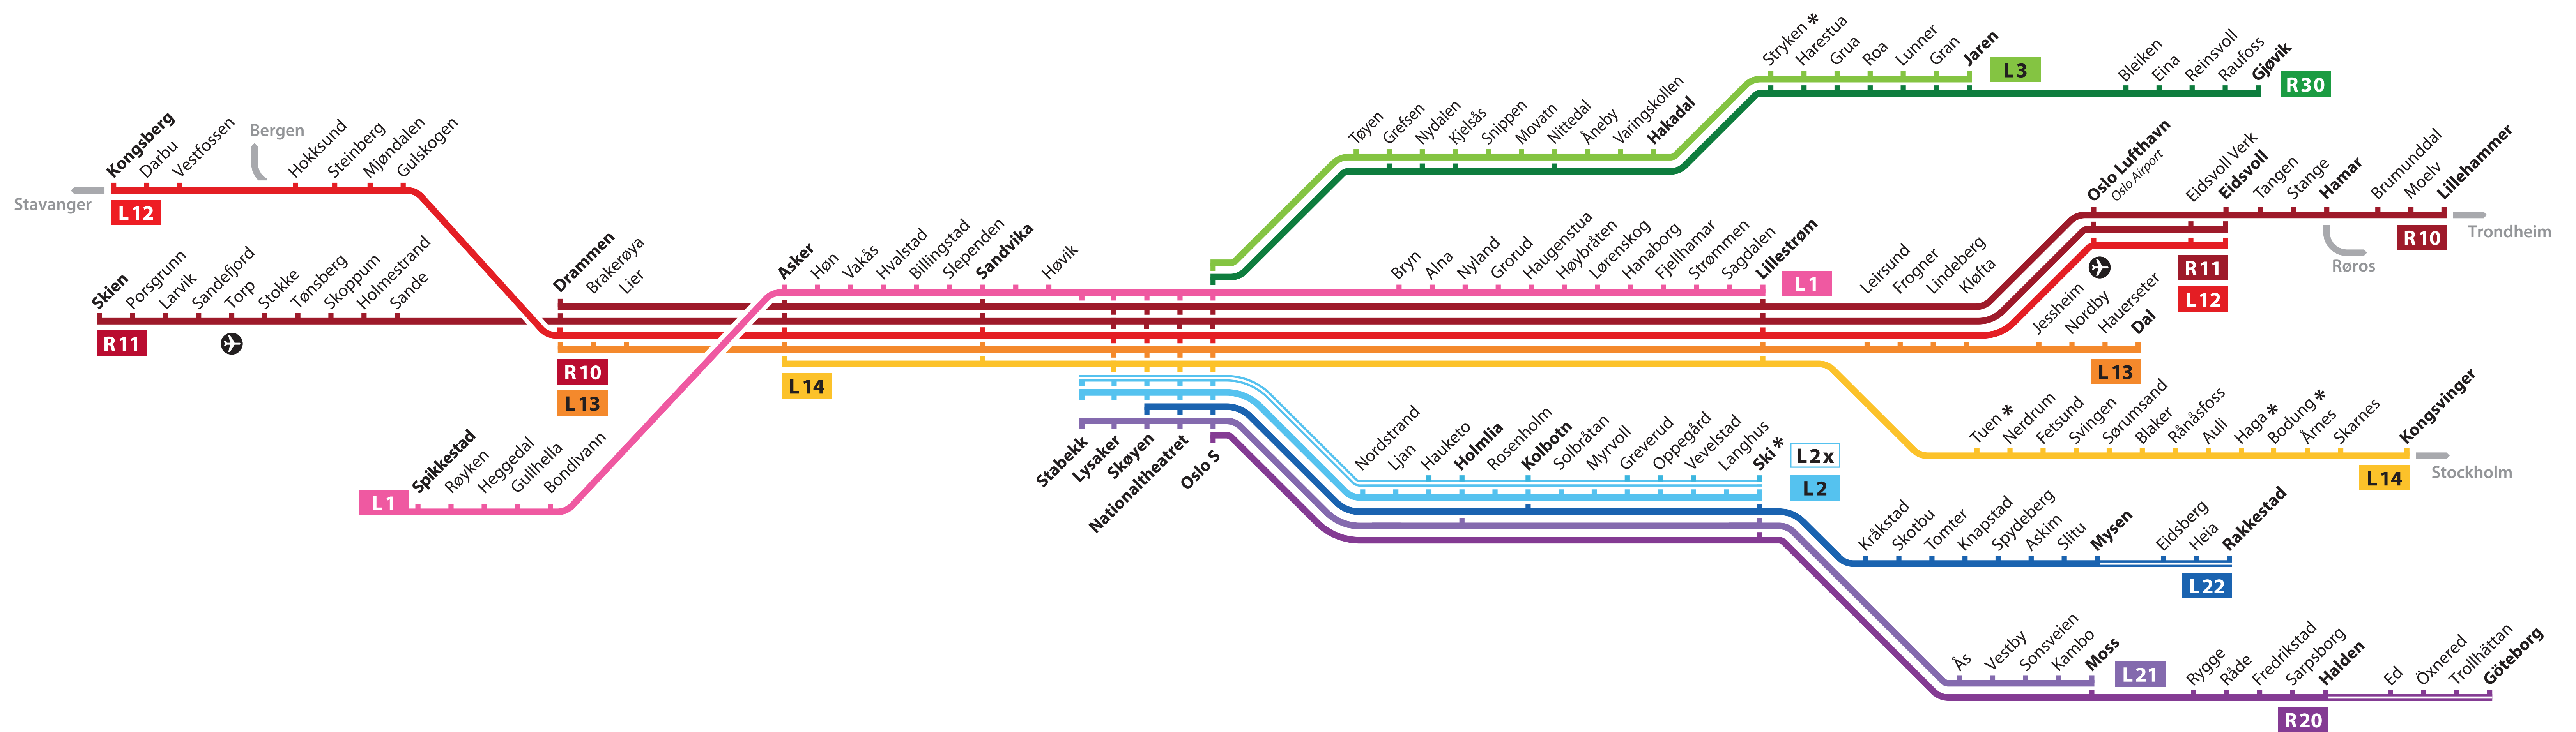 Stryken *
Harestua
Grua
Roa
Lunner
Gran
Jaren
L3
Bleiken
Eina
Reinsvoll
Raufoss
Gjøvik
R30
Tøyen
Grefsen
Nydalen
Kjelsås
Snippen
Movatn
Nittedal
Åneby
Varingskollen
Hakadal
Kongsberg
Darbu
Vestfossen
Bergen
Hokksund
Steinberg
Mjøndalen
Gulskogen
Stavanger
L12
Oslo Lufthavn
Oslo Airport
Eidsvoll Verk
Eidsvoll
Tangen
Stange
Hamar
Brumunddal
Moelv
Lillehammer
R10
Trondheim
Røros
R11
L12
Skien
Porsgrunn
Larvik
Sandefjord
Torp
Stokke
Tønsberg
Skoppum
Holmestrand
Sande
R11
Drammen
Brakerøya
Lier
R10
L13
Asker
Høn
Vakås
Hvalstad
Billingstad
Slependen
Sandvika
Høvik
L14
Bryn
Alna
Nyland
Grorud
Haugenstua
Høybråten
Lørenskog
Hanaborg
Fjellhamar
Strømmen
Sagdalen
Lillestrøm
L1
Leirsund
Frogner
Lindeberg
Kløfta
Jessheim
Nordby
Hauerseter
Dal
L13
L1
Spikkestad
Røyken
Heggedal
Gullhella
Bondivann
Stabekk
Lysaker
Skøyen
Nationaltheatret
Oslo S
Nordstrand
Ljan
Hauketo
Holmlia
Rosenholm
Kolbotn
Solbråtan
Myrvoll
Greverud
Oppegård
Vevelstad
Langhus
Ski *
L2x
L2
Tuen *
Nerdrum
Fetsund
Svingen
Sørumsand
Blaker
Rånåsfoss
Auli
Haga *
Bodung *
Årnes
Skarnes
Kongsvinger
L14
Stockholm
Kråkstad
Skotbu
Tomter
Knapstad
Spydeberg
Askim
Slitu
Mysen
Eidsberg
Heia
Rakkestad
L22
Ås
Vestby
Sonsveien
Kambo
Moss
L21
Rygge
Råde
Fredrikstad
Sarpsborg
Halden
R20
Ed
Öxnered
Trollhättan
Göteborg